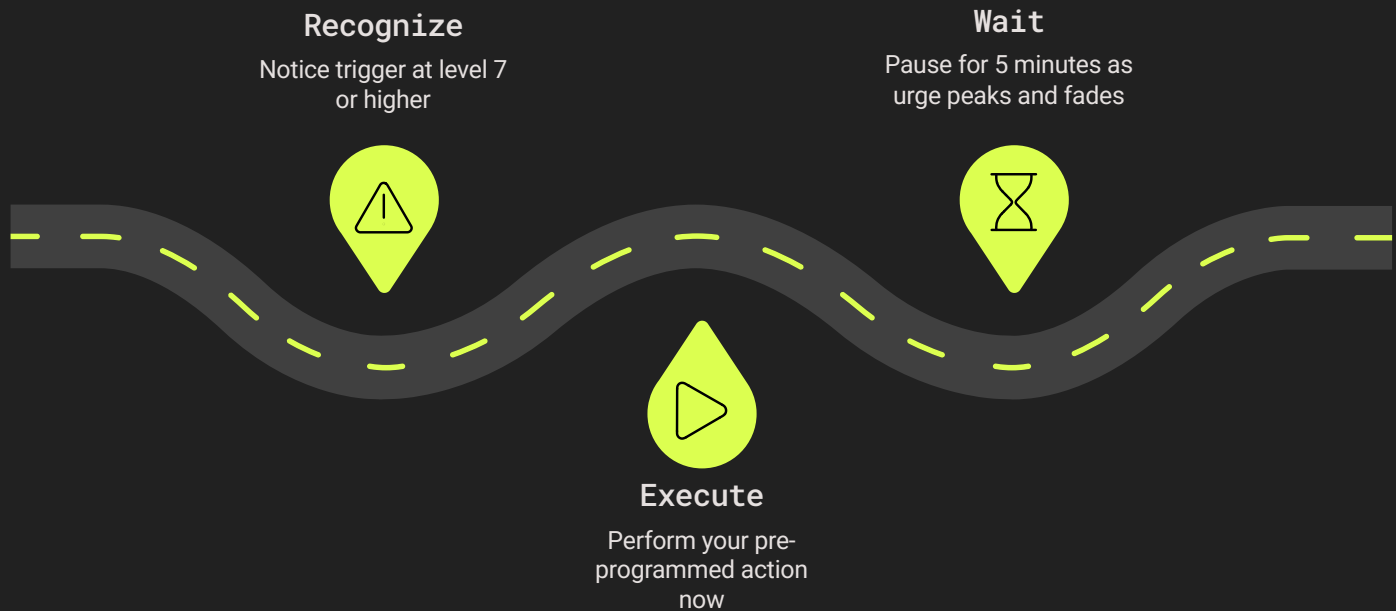 Recognize
Notice trigger at level 7
or higher
Execute
Perform your pre-
programmed action
now
Wait
Pause for 5 minutes as
urge peaks and fades